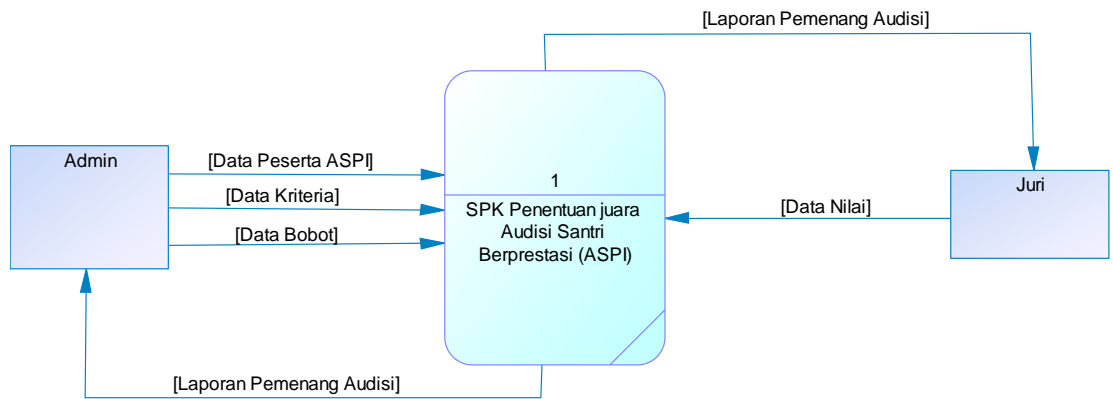 [Laporan Pemenang Audisi]
Admin
[Data Peserta ASPI]
[Data Kriteria]
[Data Bobot]
1
SPK Penentuan juara
Audisi Santri
Berprestasi (ASPI)
[Data Nilai]
Juri
[Laporan Pemenang Audisi]